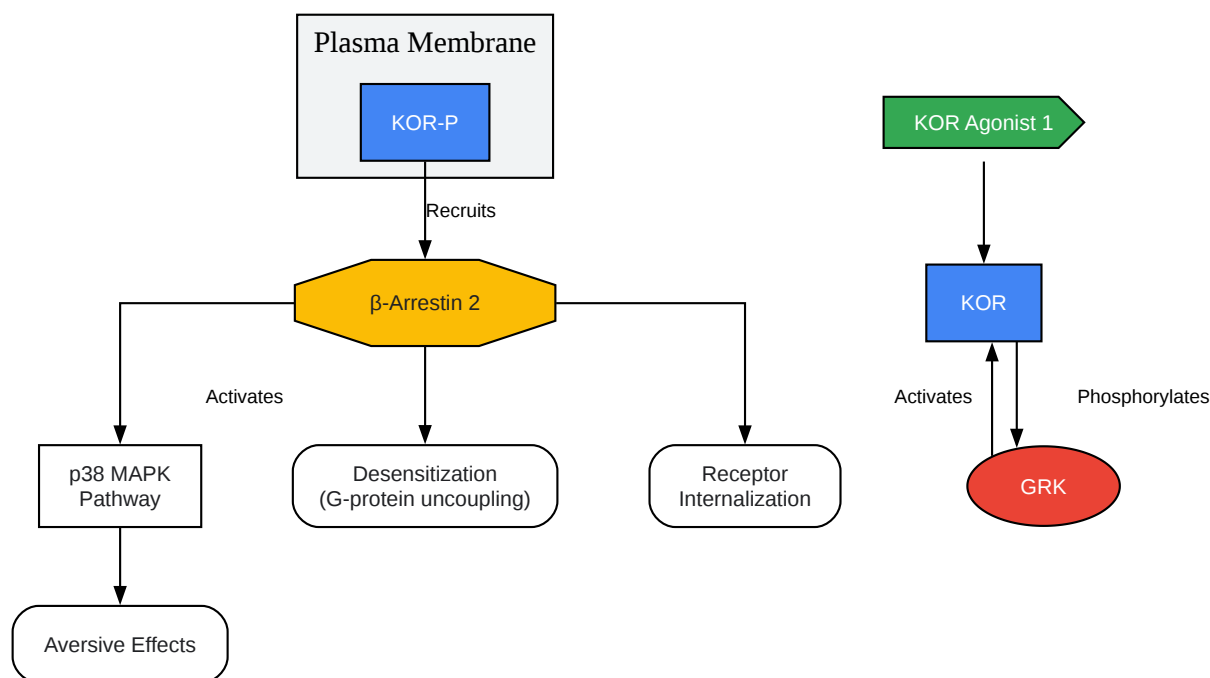 Plasma Membrane
KOR-P
KOR Agonist 1
Recruits
β-Arrestin 2
KOR
Activates
Activates
Phosphorylates
p38 MAPK
Pathway
Desensitization
(G-protein uncoupling)
Receptor
Internalization
GRK
Aversive Effects